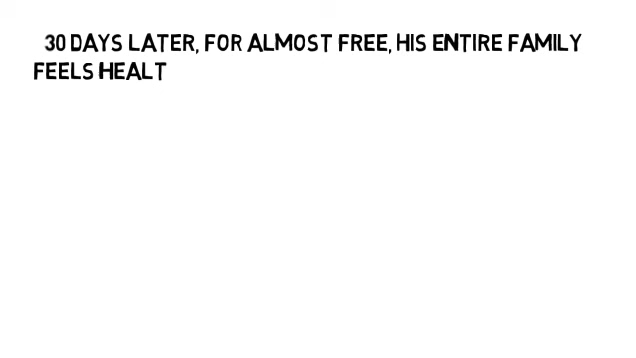 30 DAYS LATER, FOR ALMOST FREE, HIS ENTIRE FAMILY
FEELS HEALT